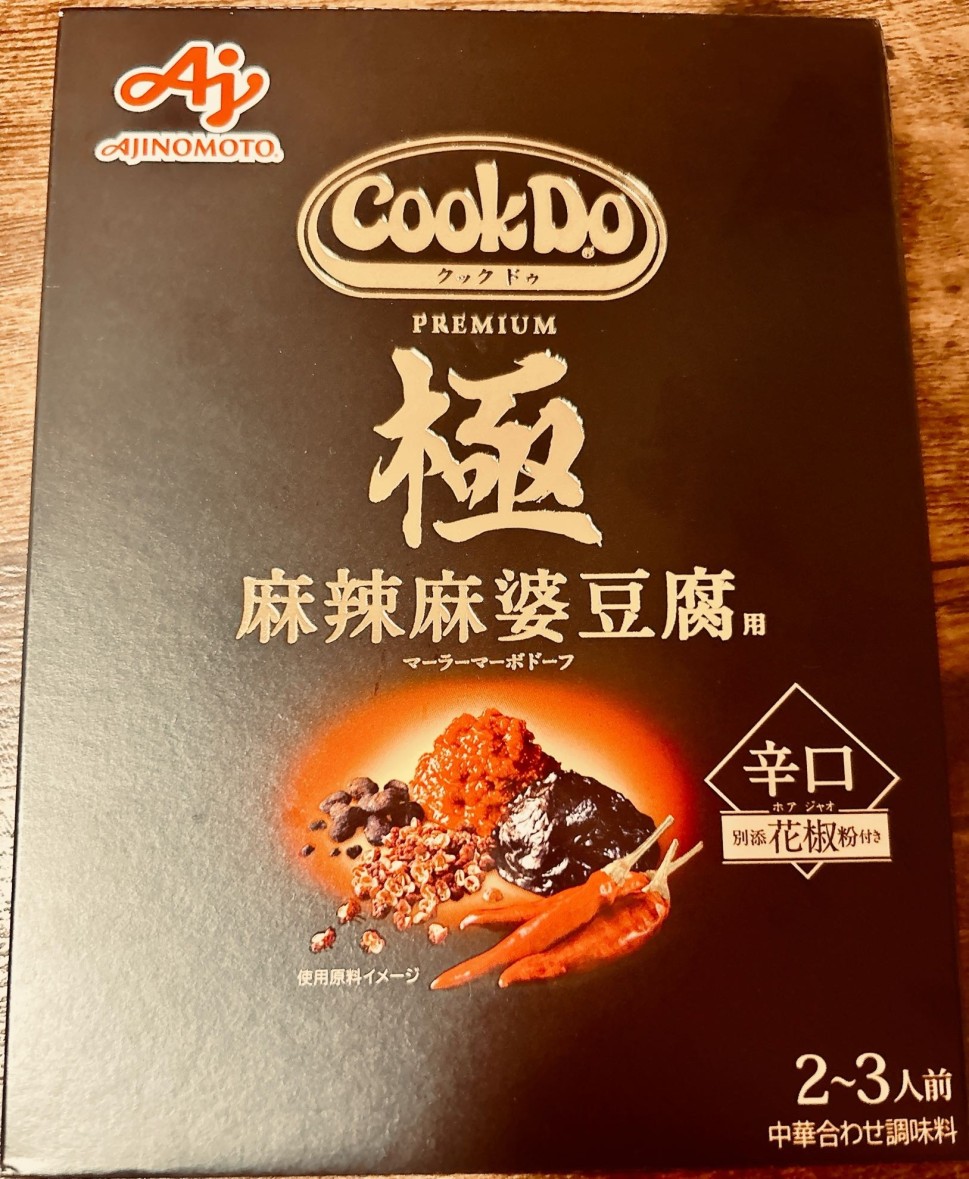 Aj
AJINOMOTO®
Cook Do®
クック ドゥ
PREMIUM
極
麻辣麻婆豆腐用
マーラーマーボドーフ
辛口
ホア ジャオ
別添 花椒粉付き
使用原料イメージ
2~3人前
中華合わせ調味料